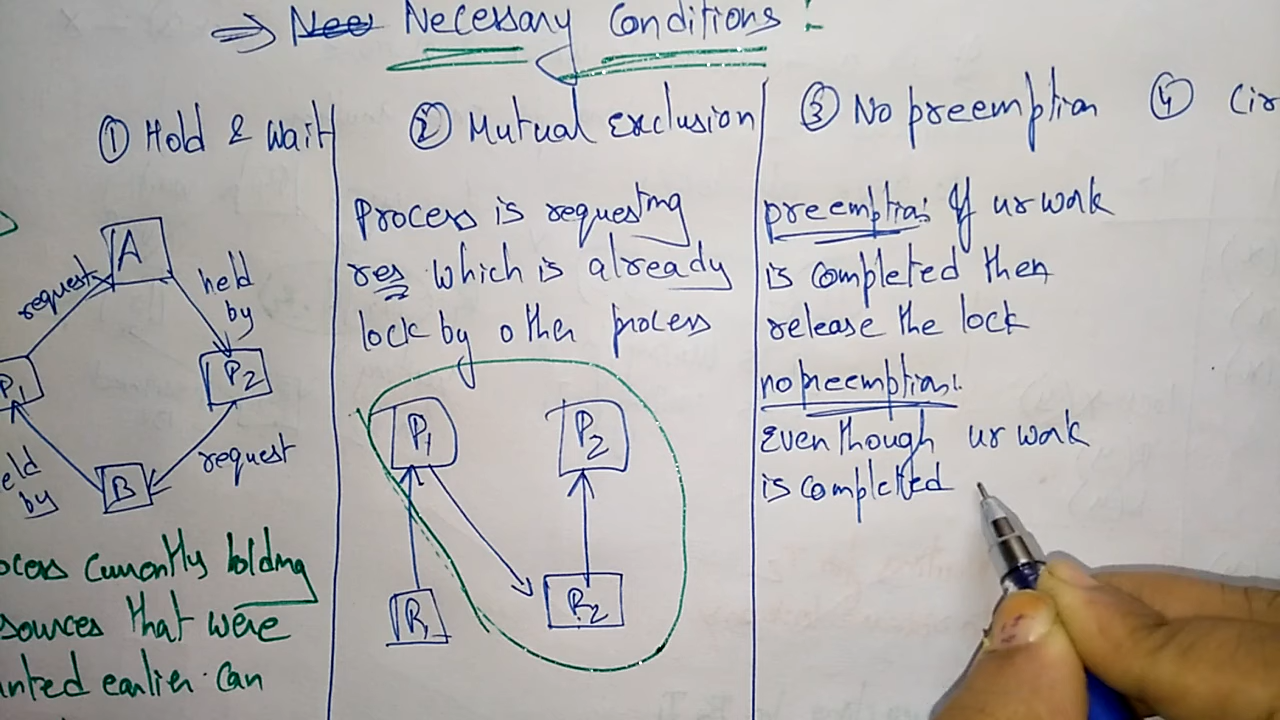 ⇒ Necessary Conditions :
① Hold & wait
request
A
held
by
P1
P2
held
by
B
request
ocess currently holding
sources that were
anted earlier can
② Mutual Exclusion
Process is requesting
res which is already
lock by other process
P1
P2
R1
R2
③ No preemption
preemption: If ur work
is completed then
release the lock
no preemption:
Even though ur work
is completed
④ Cir